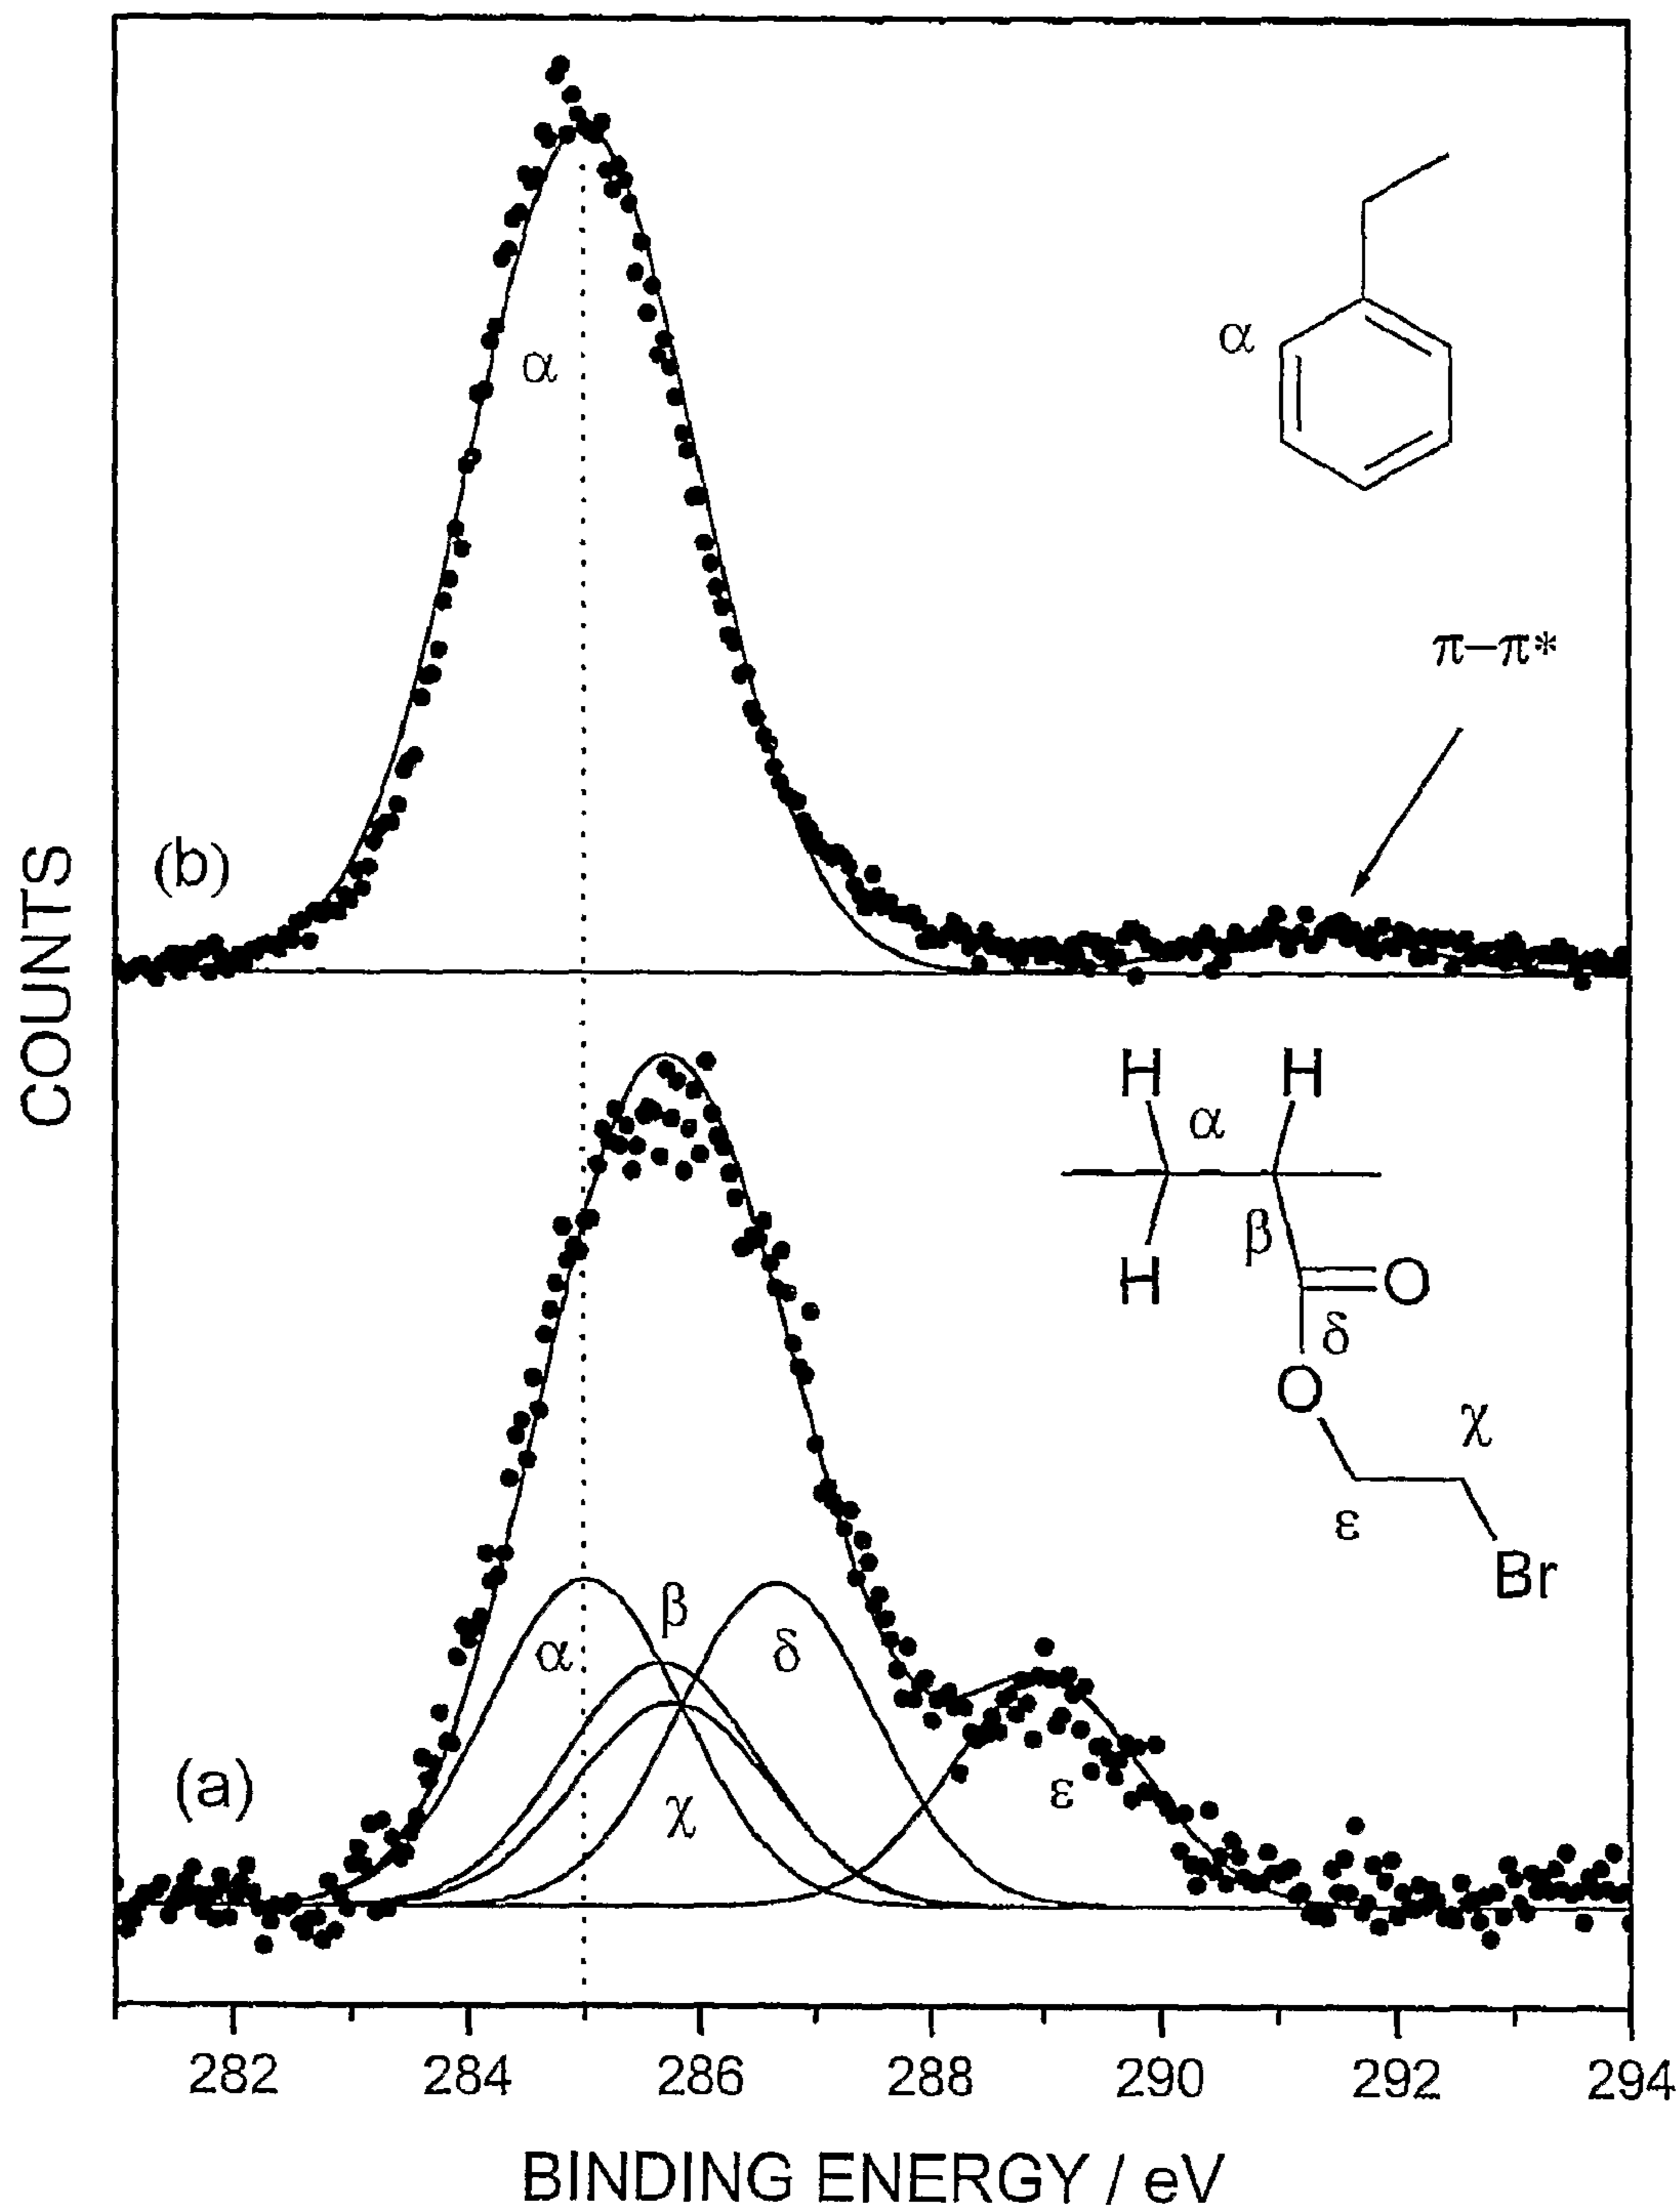 α
α
π–π*
(b)
COUNTS
H H
α
β
H
O
δ
O
χ
ε
Br
β
α
δ
(a)
χ
ε
282 284 286 288 290 292 294
BINDING ENERGY / eV